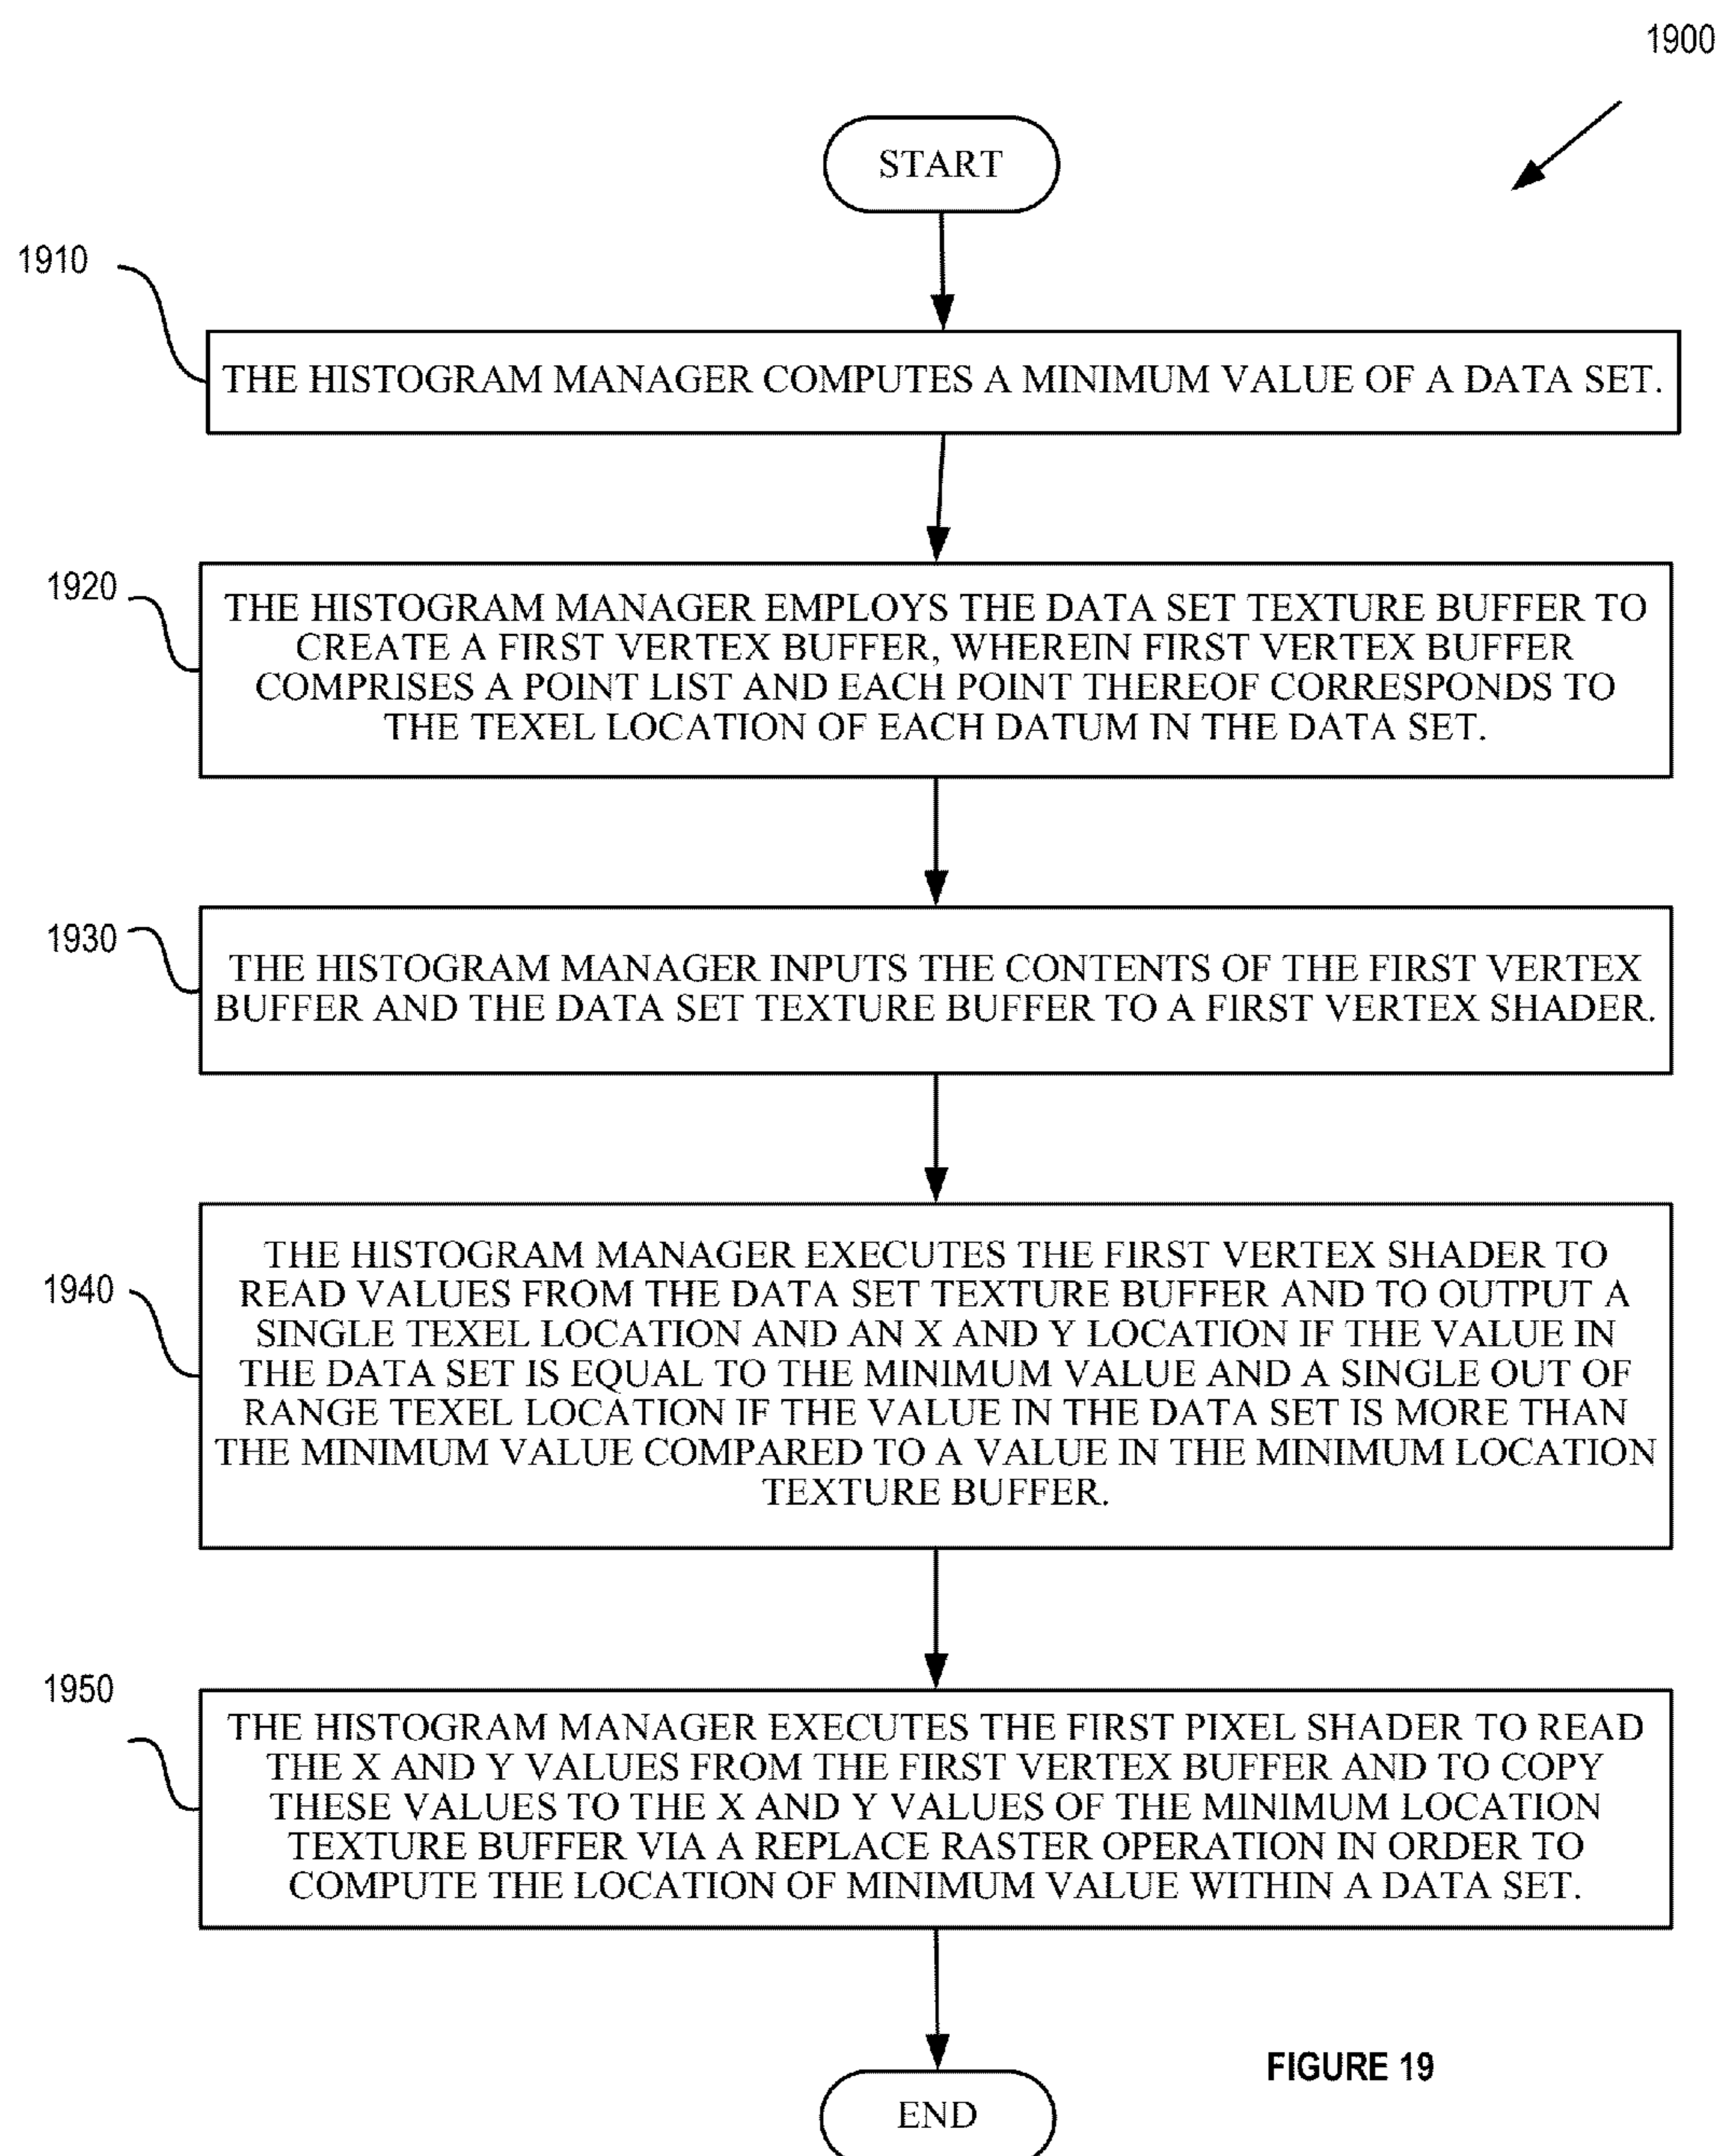 1900
START
1910
THE HISTOGRAM MANAGER COMPUTES A MINIMUM VALUE OF A DATA SET.
1920
THE HISTOGRAM MANAGER EMPLOYS THE DATA SET TEXTURE BUFFER TO
CREATE A FIRST VERTEX BUFFER, WHEREIN FIRST VERTEX BUFFER
COMPRISES A POINT LIST AND EACH POINT THEREOF CORRESPONDS TO
THE TEXEL LOCATION OF EACH DATUM IN THE DATA SET.
1930
THE HISTOGRAM MANAGER INPUTS THE CONTENTS OF THE FIRST VERTEX
BUFFER AND THE DATA SET TEXTURE BUFFER TO A FIRST VERTEX SHADER.
1940
THE HISTOGRAM MANAGER EXECUTES THE FIRST VERTEX SHADER TO
READ VALUES FROM THE DATA SET TEXTURE BUFFER AND TO OUTPUT A
SINGLE TEXEL LOCATION AND AN X AND Y LOCATION IF THE VALUE IN
THE DATA SET IS EQUAL TO THE MINIMUM VALUE AND A SINGLE OUT OF
RANGE TEXEL LOCATION IF THE VALUE IN THE DATA SET IS MORE THAN
THE MINIMUM VALUE COMPARED TO A VALUE IN THE MINIMUM LOCATION
TEXTURE BUFFER.
1950
THE HISTOGRAM MANAGER EXECUTES THE FIRST PIXEL SHADER TO READ
THE X AND Y VALUES FROM THE FIRST VERTEX BUFFER AND TO COPY
THESE VALUES TO THE X AND Y VALUES OF THE MINIMUM LOCATION
TEXTURE BUFFER VIA A REPLACE RASTER OPERATION IN ORDER TO
COMPUTE THE LOCATION OF MINIMUM VALUE WITHIN A DATA SET.
FIGURE 19
END